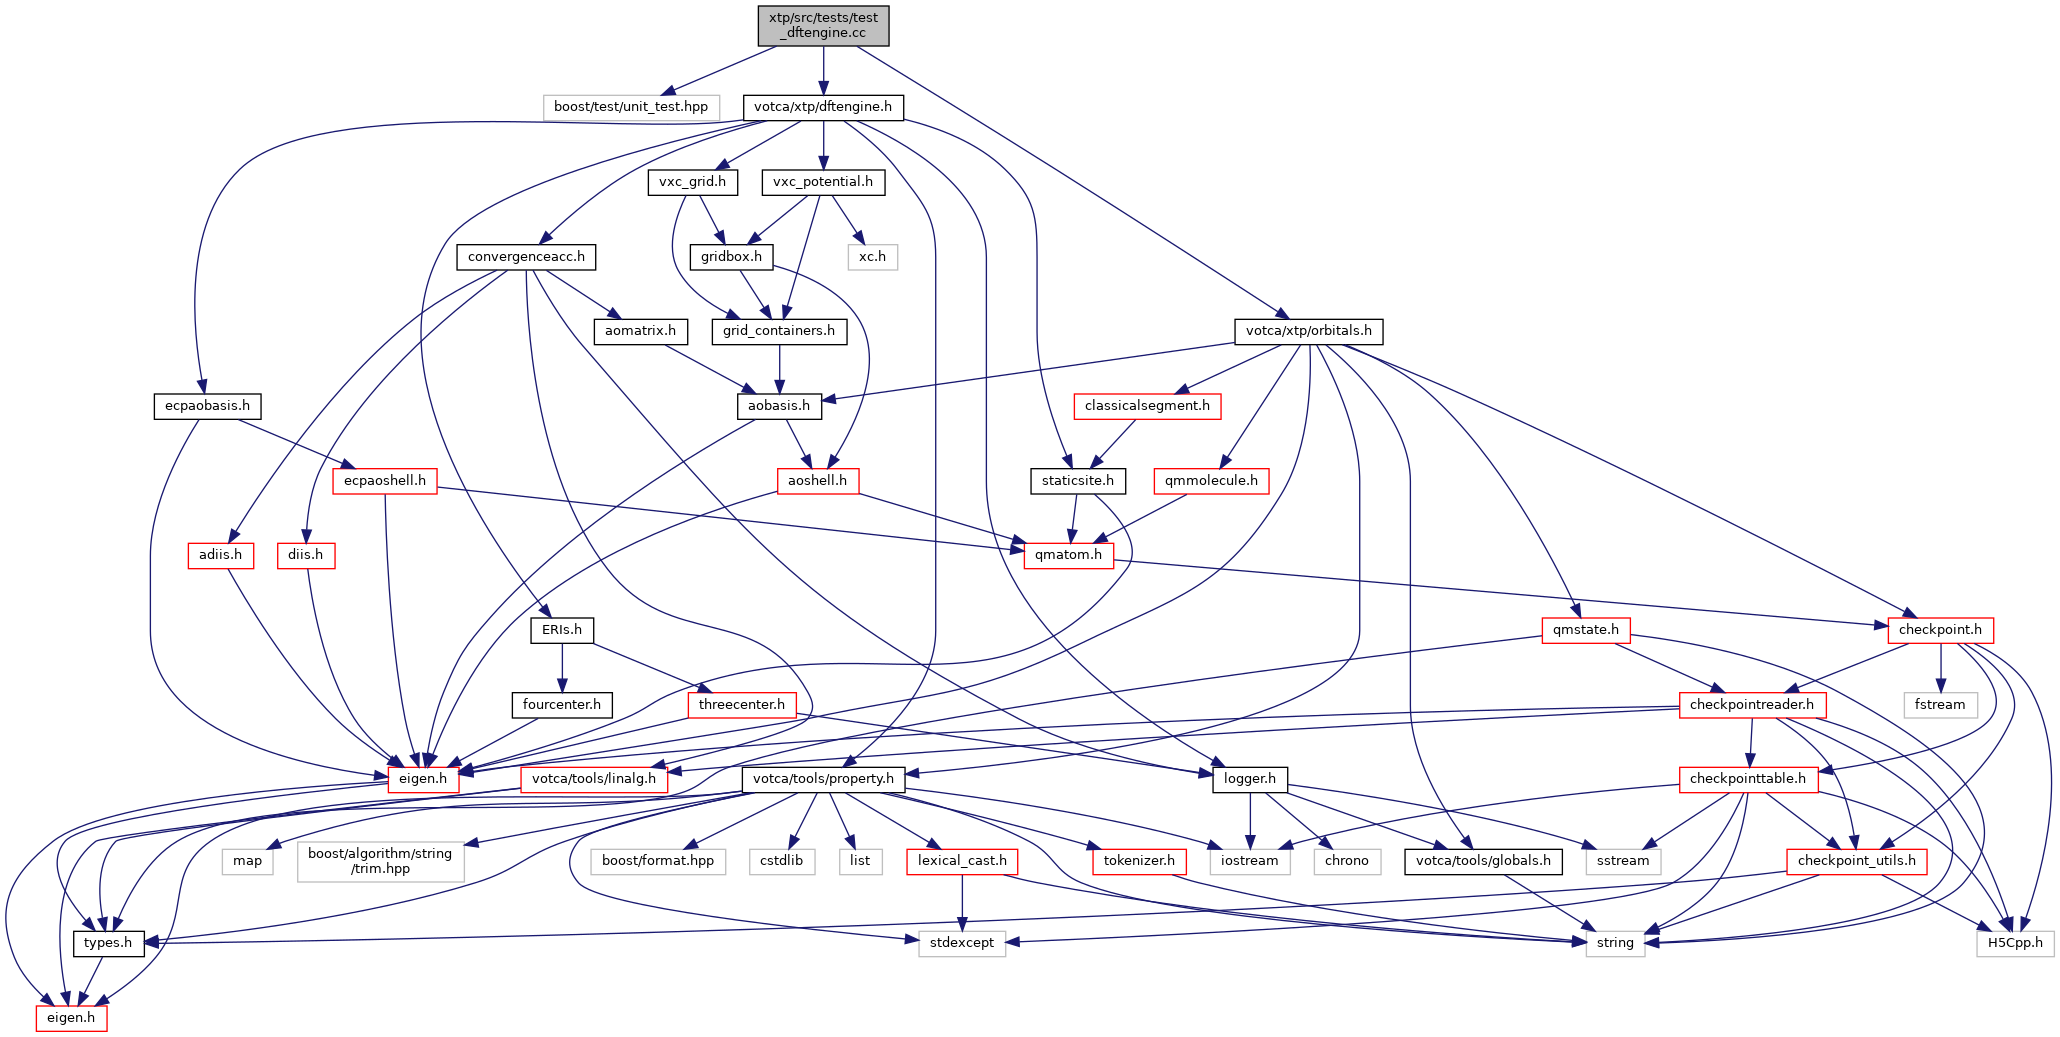 xtp/src/tests/test
_dftengine.cc
boost/test/unit_test.hpp
votca/xtp/dftengine.h
vxc_grid.h
vxc_potential.h
convergenceacc.h
gridbox.h
xc.h
aomatrix.h
grid_containers.h
votca/xtp/orbitals.h
ecpaobasis.h
aobasis.h
classicalsegment.h
ecpaoshell.h
aoshell.h
staticsite.h
qmmolecule.h
adiis.h
diis.h
qmatom.h
ERIs.h
qmstate.h
checkpoint.h
fourcenter.h
threecenter.h
checkpointreader.h
fstream
eigen.h
votca/tools/linalg.h
votca/tools/property.h
logger.h
checkpointtable.h
map
boost/algorithm/string
/trim.hpp
boost/format.hpp
cstdlib
list
lexical_cast.h
tokenizer.h
iostream
chrono
votca/tools/globals.h
sstream
checkpoint_utils.h
types.h
stdexcept
string
H5Cpp.h
eigen.h